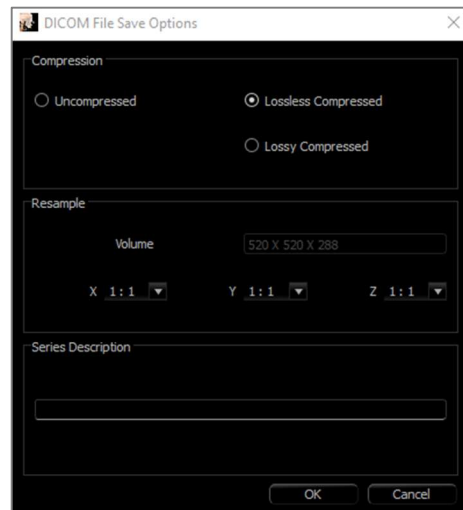 DICOM File Save Options
Compression
Uncompressed
Lossless Compressed
Lossy Compressed
Resample
Volume
520 X 520 X 288
X 1:1 Y 1:1 Z 1:1
Series Description
OK Cancel